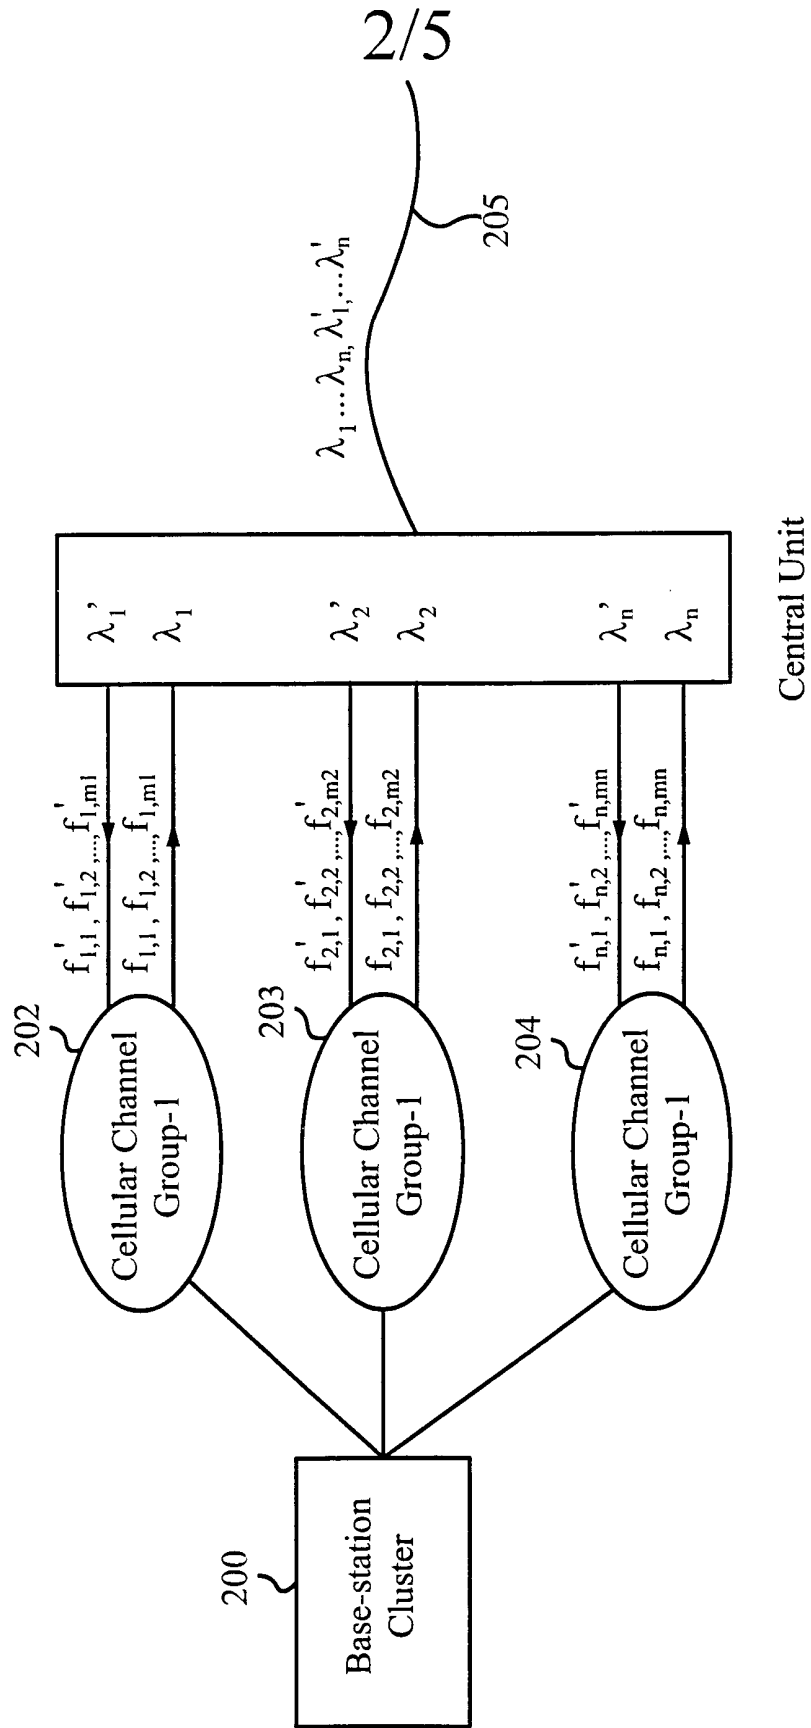 2/5
200
Base-station
Cluster
202
Cellular Channel
Group-1
f'1,1 , f'1,2 ,..., f'1,m1
f1,1 , f1,2 ,..., f1,m1
λ1'
λ1
203
Cellular Channel
Group-1
f'2,1 , f'2,2 ,..., f'2,m2
f2,1 , f2,2 ,..., f2,m2
λ2'
λ2
204
Cellular Channel
Group-1
f'n,1 , f'n,2 ,..., f'n,mn
fn,1 , fn,2 ,..., fn,mn
λn'
λn
λ1 ... λn, λ'1, ... λ'n
205
Central Unit